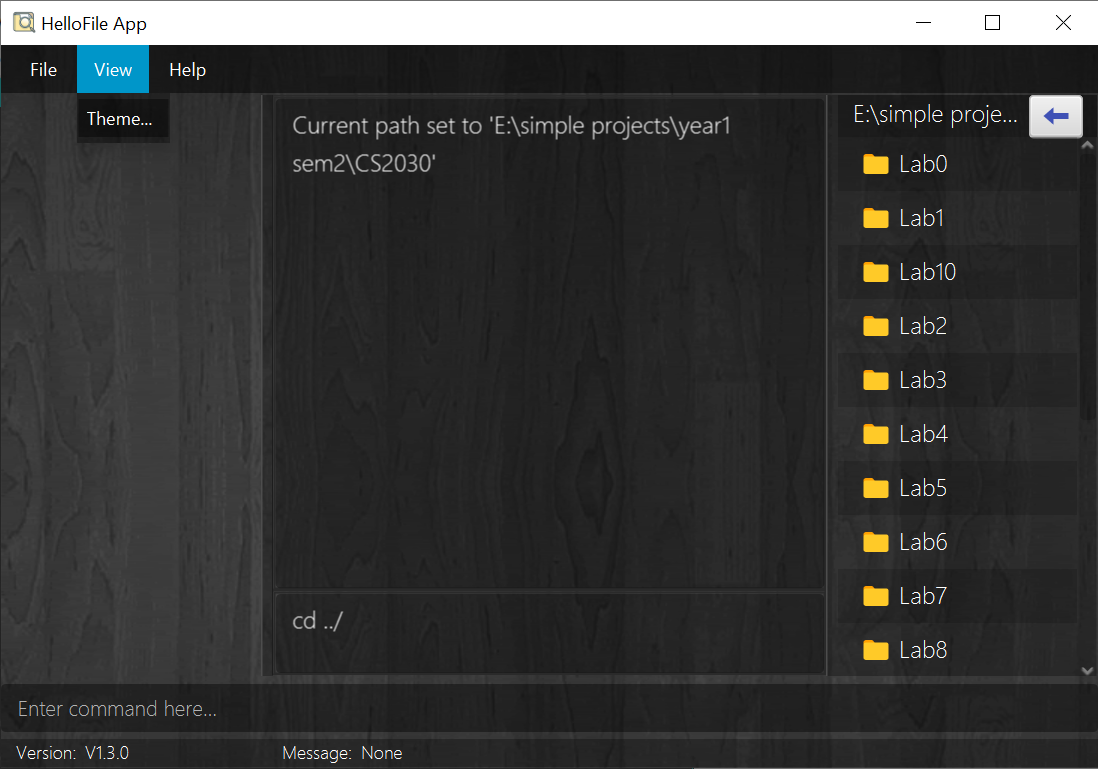 HelloFile App
File View Help
Theme...
Current path set to 'E:\simple projects\year1
sem2\CS2030'
cd ../
E:\simple proje...
Lab0
Lab1
Lab10
Lab2
Lab3
Lab4
Lab5
Lab6
Lab7
Lab8
Enter command here...
Version: V1.3.0 Message: None